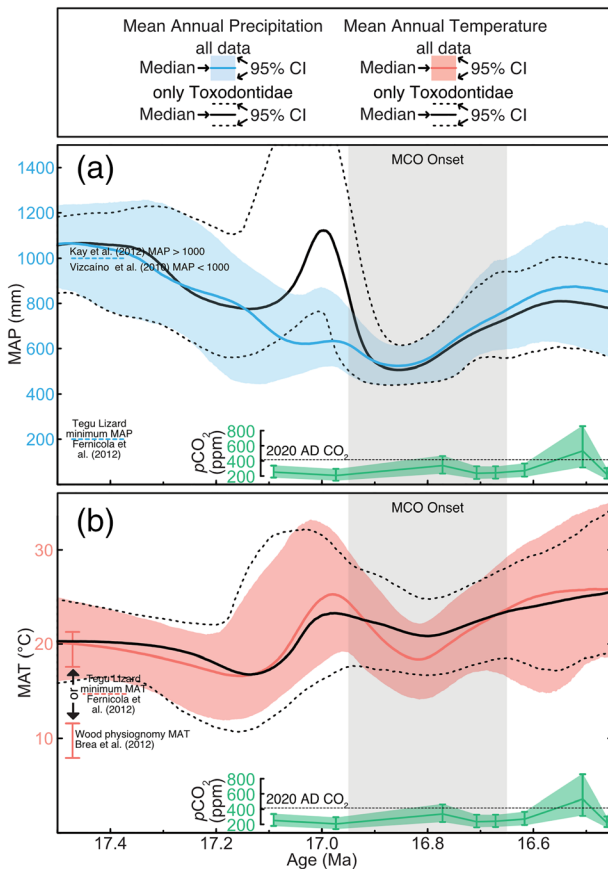 Mean Annual Precipitation
all data
Median
95% CI
only Toxodontidae
Median
95% CI
Mean Annual Temperature
all data
Median
95% CI
only Toxodontidae
Median
95% CI
(a)
MCO Onset
1400
1200
1000
800
600
400
200
MAP (mm)
Kay et al. (2012) MAP > 1000
Vizcaino et al. (2010) MAP < 1000
Tegu Lizard
minimum MAP
Fernicola et
al. (2012)
pCO2
(ppm)
800
600
400
200
2020 AD CO2
(b)
MCO Onset
30
20
10
MAT (°C)
or
Tegu Lizard
minimum MAT
Fernicola et
al. (2012)
Wood physiognomy MAT
Brea et al. (2012)
pCO2
(ppm)
800
600
400
200
2020 AD CO2
17.4
17.2
17.0
16.8
16.6
Age (Ma)